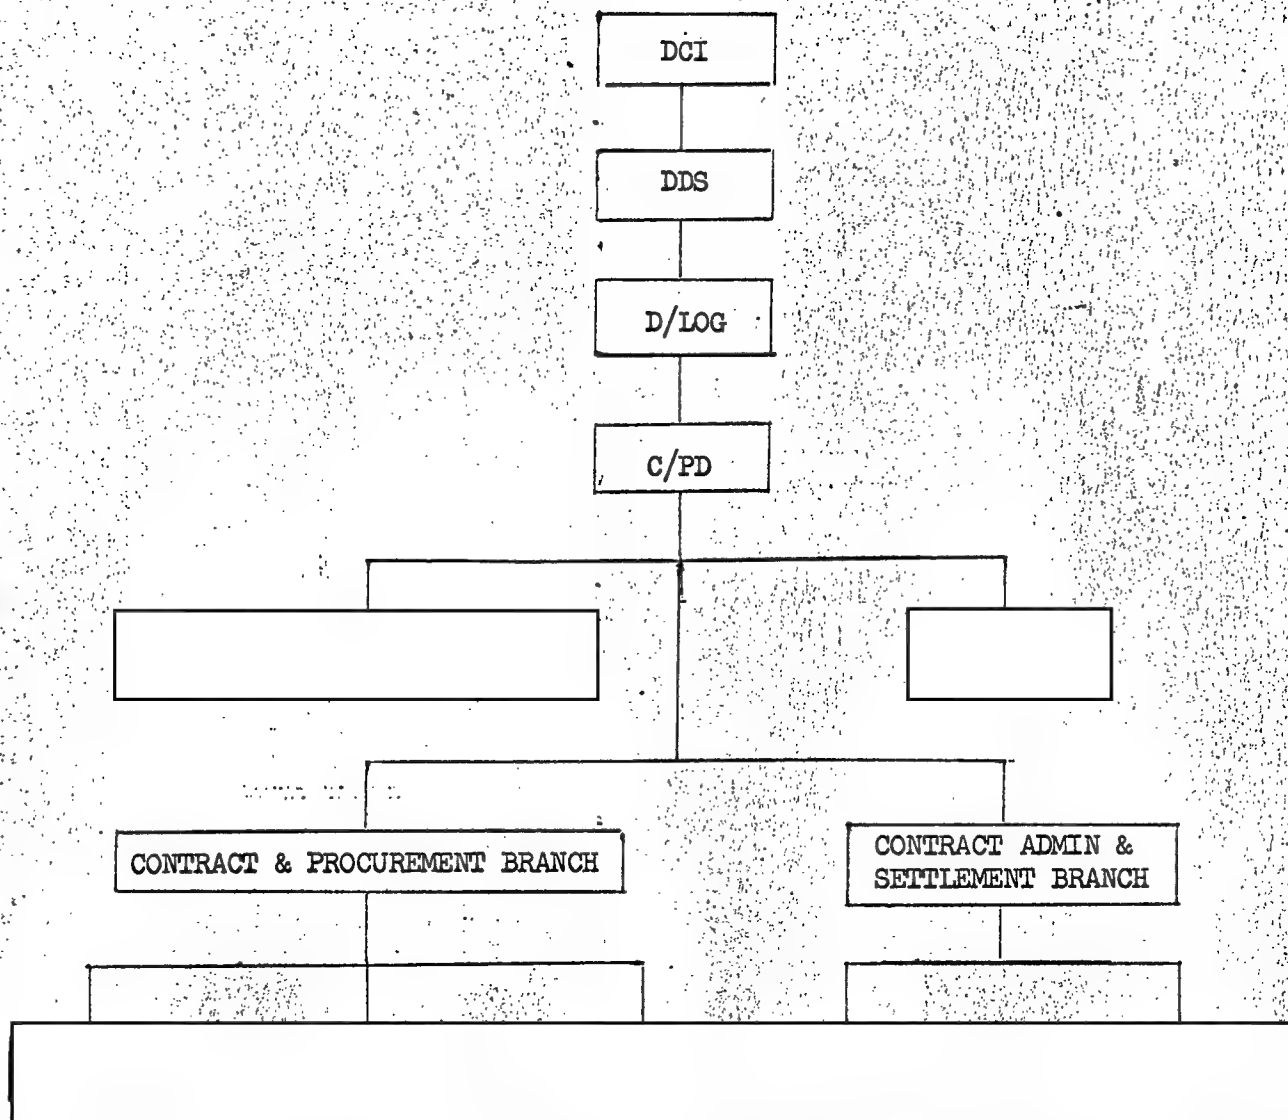 DCI
DDS
D/LOG
C/PD
CONTRACT & PROCUREMENT BRANCH
CONTRACT ADMIN &
SETTLEMENT BRANCH